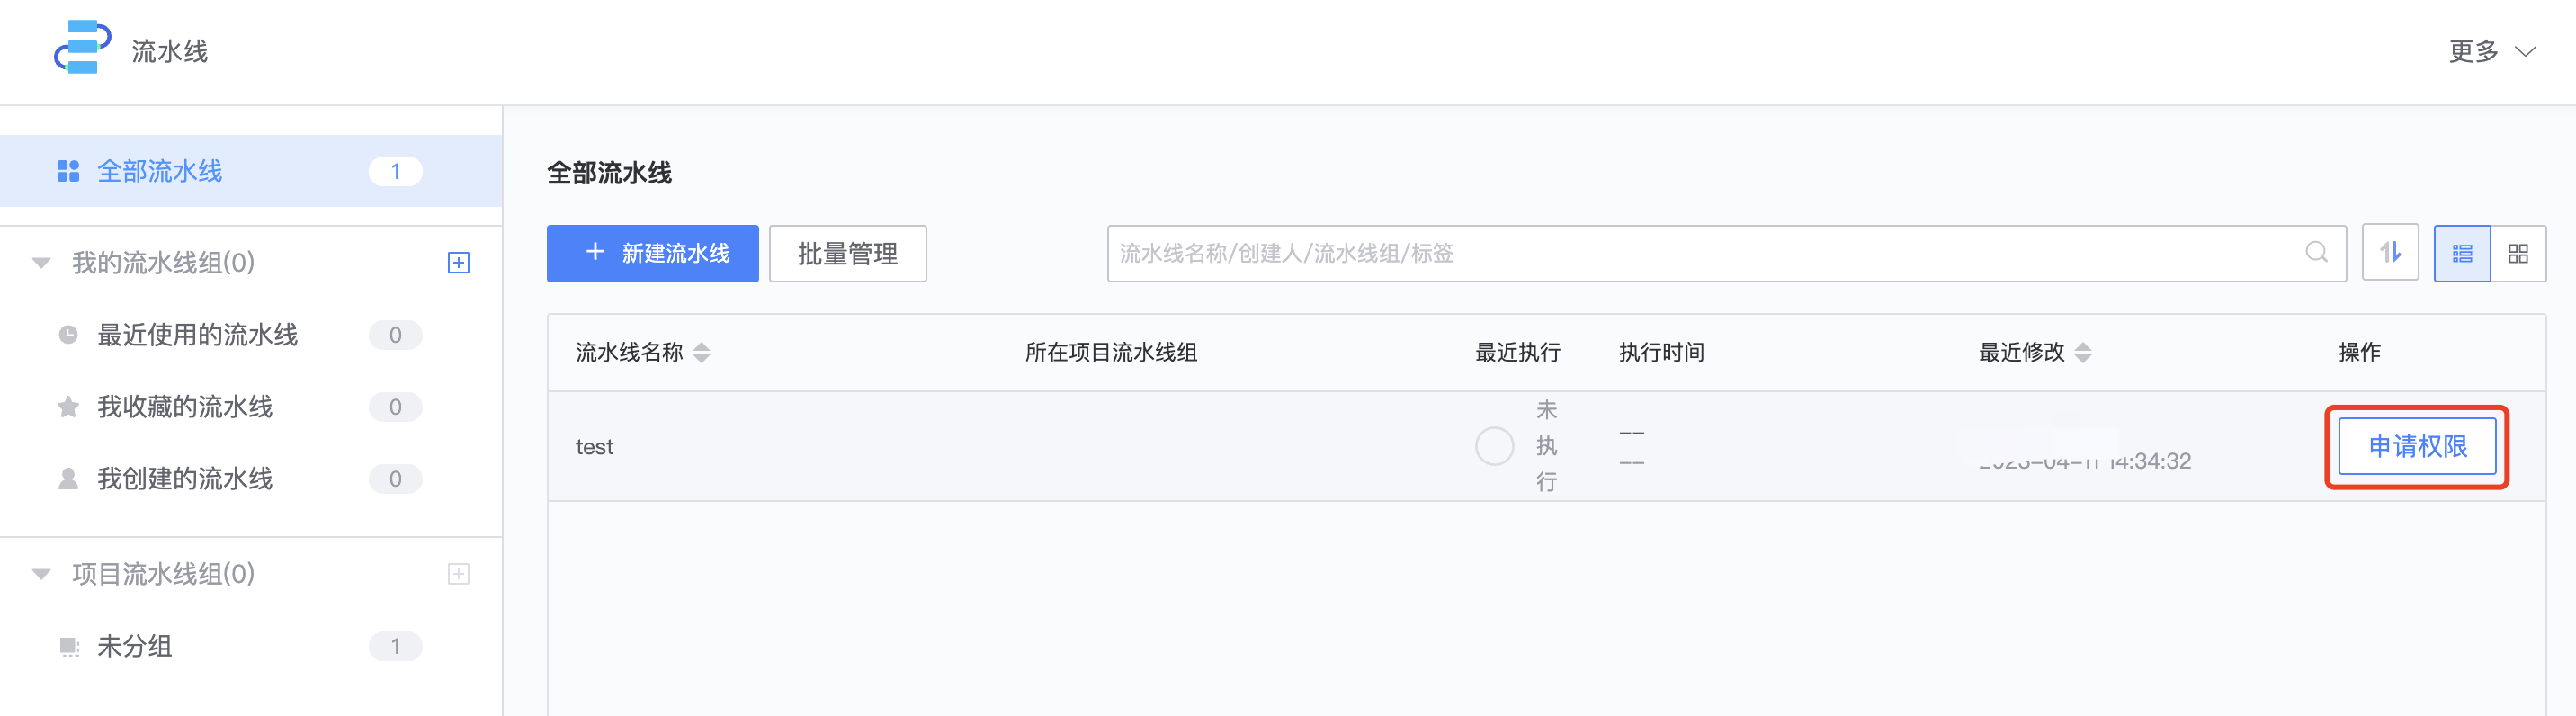 流水线
更多
全部流水线 1
我的流水线组(0)
最近使用的流水线 0
我收藏的流水线 0
我创建的流水线 0
项目流水线组(0)
未分组 1
全部流水线
新建流水线 批量管理 流水线名称/创建人/流水线组/标签
流水线名称 所在项目流水线组 最近执行 执行时间 最近修改 操作
test
未
执
行
--
--
2023-04-11 14:34:32
申请权限